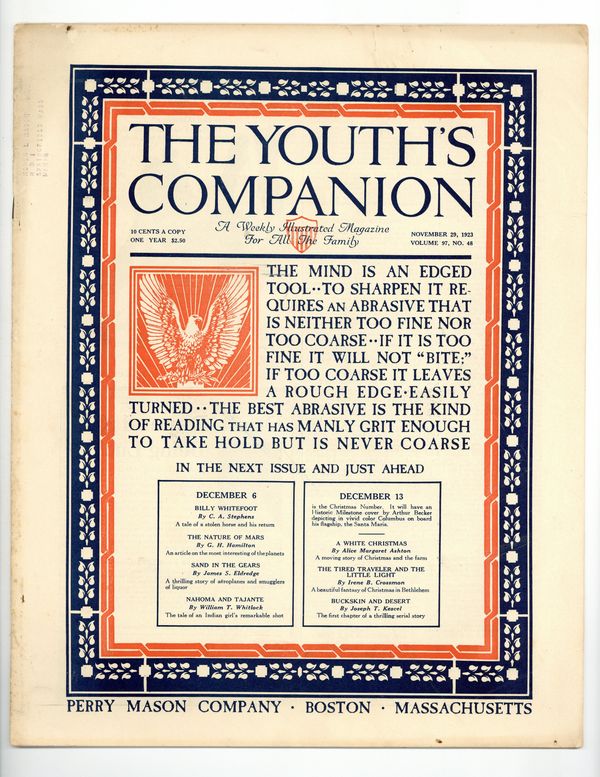 THE YOUTH'S
COMPANION
10 CENTS A COPY
ONE YEAR $2.50
A Weekly Illustrated Magazine
For All The Family
NOVEMBER 29, 1923
VOLUME 97, NO. 48
THE MIND IS AN EDGED
TOOL··TO SHARPEN IT RE-
QUIRES AN ABRASIVE THAT
IS NEITHER TOO FINE NOR
TOO COARSE··IF IT IS TOO
FINE IT WILL NOT "BITE;"
IF TOO COARSE IT LEAVES
A ROUGH EDGE·EASILY
TURNED··THE BEST ABRASIVE IS THE KIND
OF READING THAT HAS MANLY GRIT ENOUGH
TO TAKE HOLD BUT IS NEVER COARSE
IN THE NEXT ISSUE AND JUST AHEAD
DECEMBER 6
BILLY WHITEFOOT
By C. A. Stephens
A tale of a stolen horse and his return
THE NATURE OF MARS
By G. H. Hamilton
An article on the most interesting of the planets
SAND IN THE GEARS
By James S. Eldredge
A thrilling story of aëroplanes and smugglers
of liquor
NAHOMA AND TAJANTE
By William T. Whitlock
The tale of an Indian girl's remarkable shot
DECEMBER 13
is the Christmas Number. It will have an
Historic Milestone cover by Arthur Becker
depicting in vivid color Columbus on board
his flagship, the Santa Maria.
A WHITE CHRISTMAS
By Alice Margaret Ashton
A moving story of Christmas and the farm
THE TIRED TRAVELER AND THE
LITTLE LIGHT
By Irene B. Crossman
A beautiful fantasy of Christmas in Bethlehem
BUCKSKIN AND DESERT
By Joseph T. Kescel
The first chapter of a thrilling serial story
PERRY MASON COMPANY · BOSTON · MASSACHUSETTS